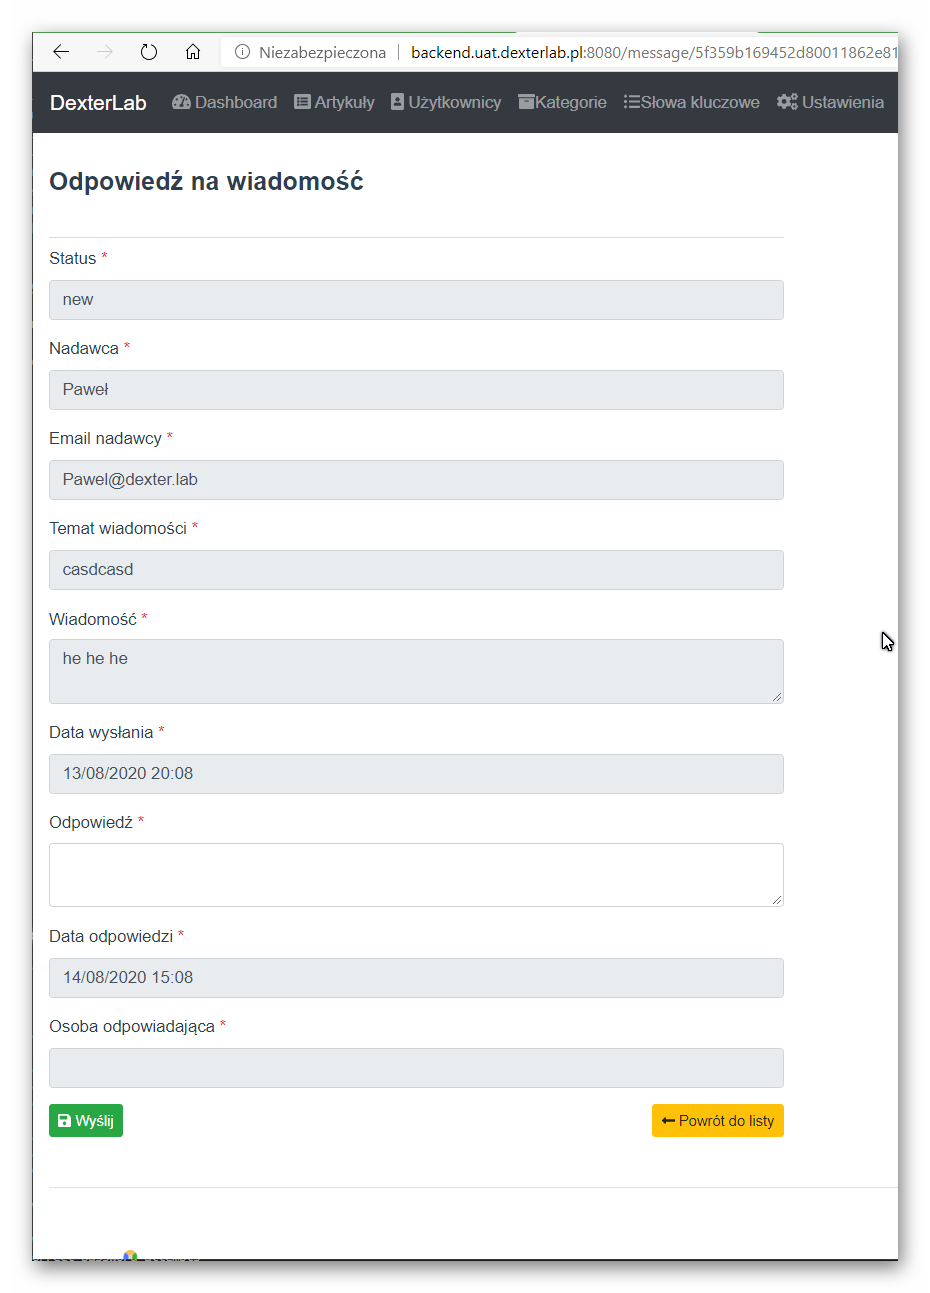 Niezabezpieczona | backend.uat.dexterlab.pl:8080/message/5f359b169452d80011862e81
DexterLab Dashboard Artykuły Użytkownicy Kategorie Słowa kluczowe Ustawienia
Odpowiedź na wiadomość
Status *
new
Nadawca *
Paweł
Email nadawcy *
Pawel@dexter.lab
Temat wiadomości *
casdcasd
Wiadomość *
he he he
Data wysłania *
13/08/2020 20:08
Odpowiedź *
Data odpowiedzi *
14/08/2020 15:08
Osoba odpowiadająca *
Wyślij Powrót do listy